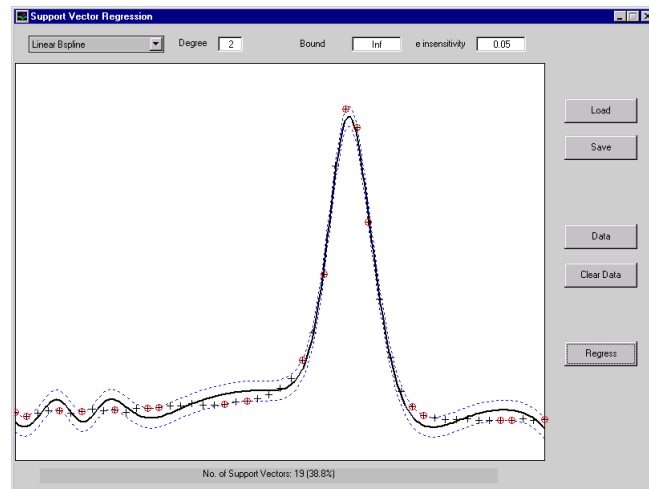 Support Vector Regression
Linear Bspline Degree 2 Bound Inf e insensitivity 0.05
Load
Save
Data
Clear Data
Regress
No. of Support Vectors: 19 (38.8%)